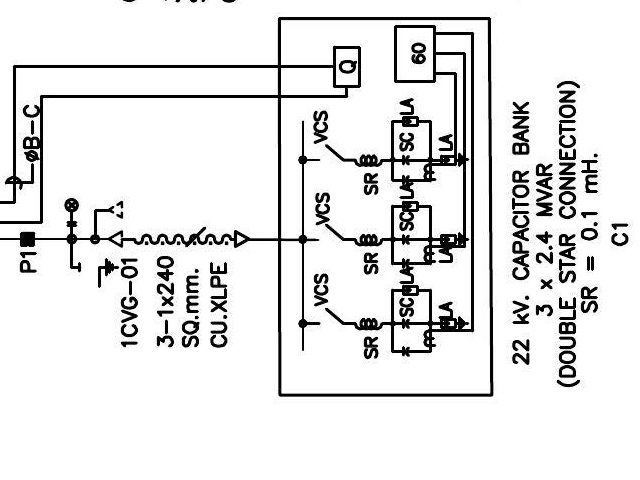 øB-C
P1
1CVG-01
3-1x240
SQ.mm.
CU.XLPE
Q
60
VCS
SR
SC
LA
LA
VCS
SR
SC
LA
LA
VCS
SR
SC
LA
LA
22 kV. CAPACITOR BANK
3 x 2.4 MVAR
(DOUBLE STAR CONNECTION)
SR = 0.1 mH.
C1